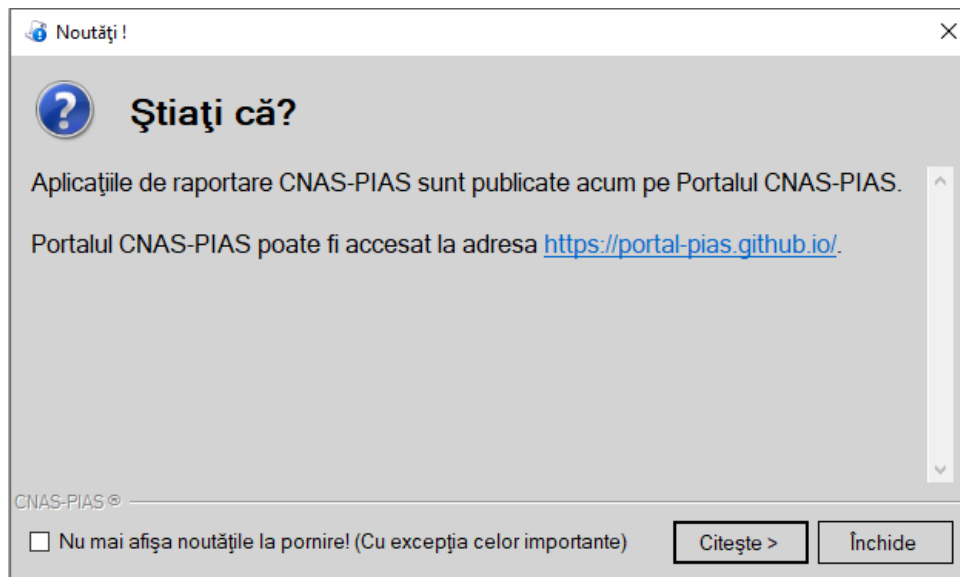 Noutăţi !
Ştiaţi că?
Aplicaţiile de raportare CNAS-PIAS sunt publicate acum pe Portalul CNAS-PIAS.
Portalul CNAS-PIAS poate fi accesat la adresa https://portal-pias.github.io/.
CNAS-PIAS ®
Nu mai afişa noutăţile la pornire! (Cu excepţia celor importante)
Citeşte >
Închide